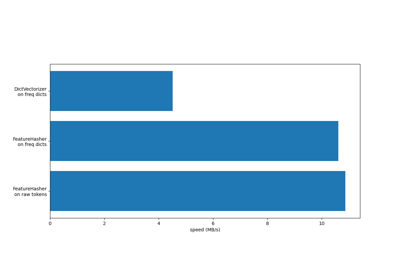 DictVectorizer
on freq dicts
FeatureHasher
on freq dicts
FeatureHasher
on raw tokens
0
2
4
6
8
10
speed (MB/s)